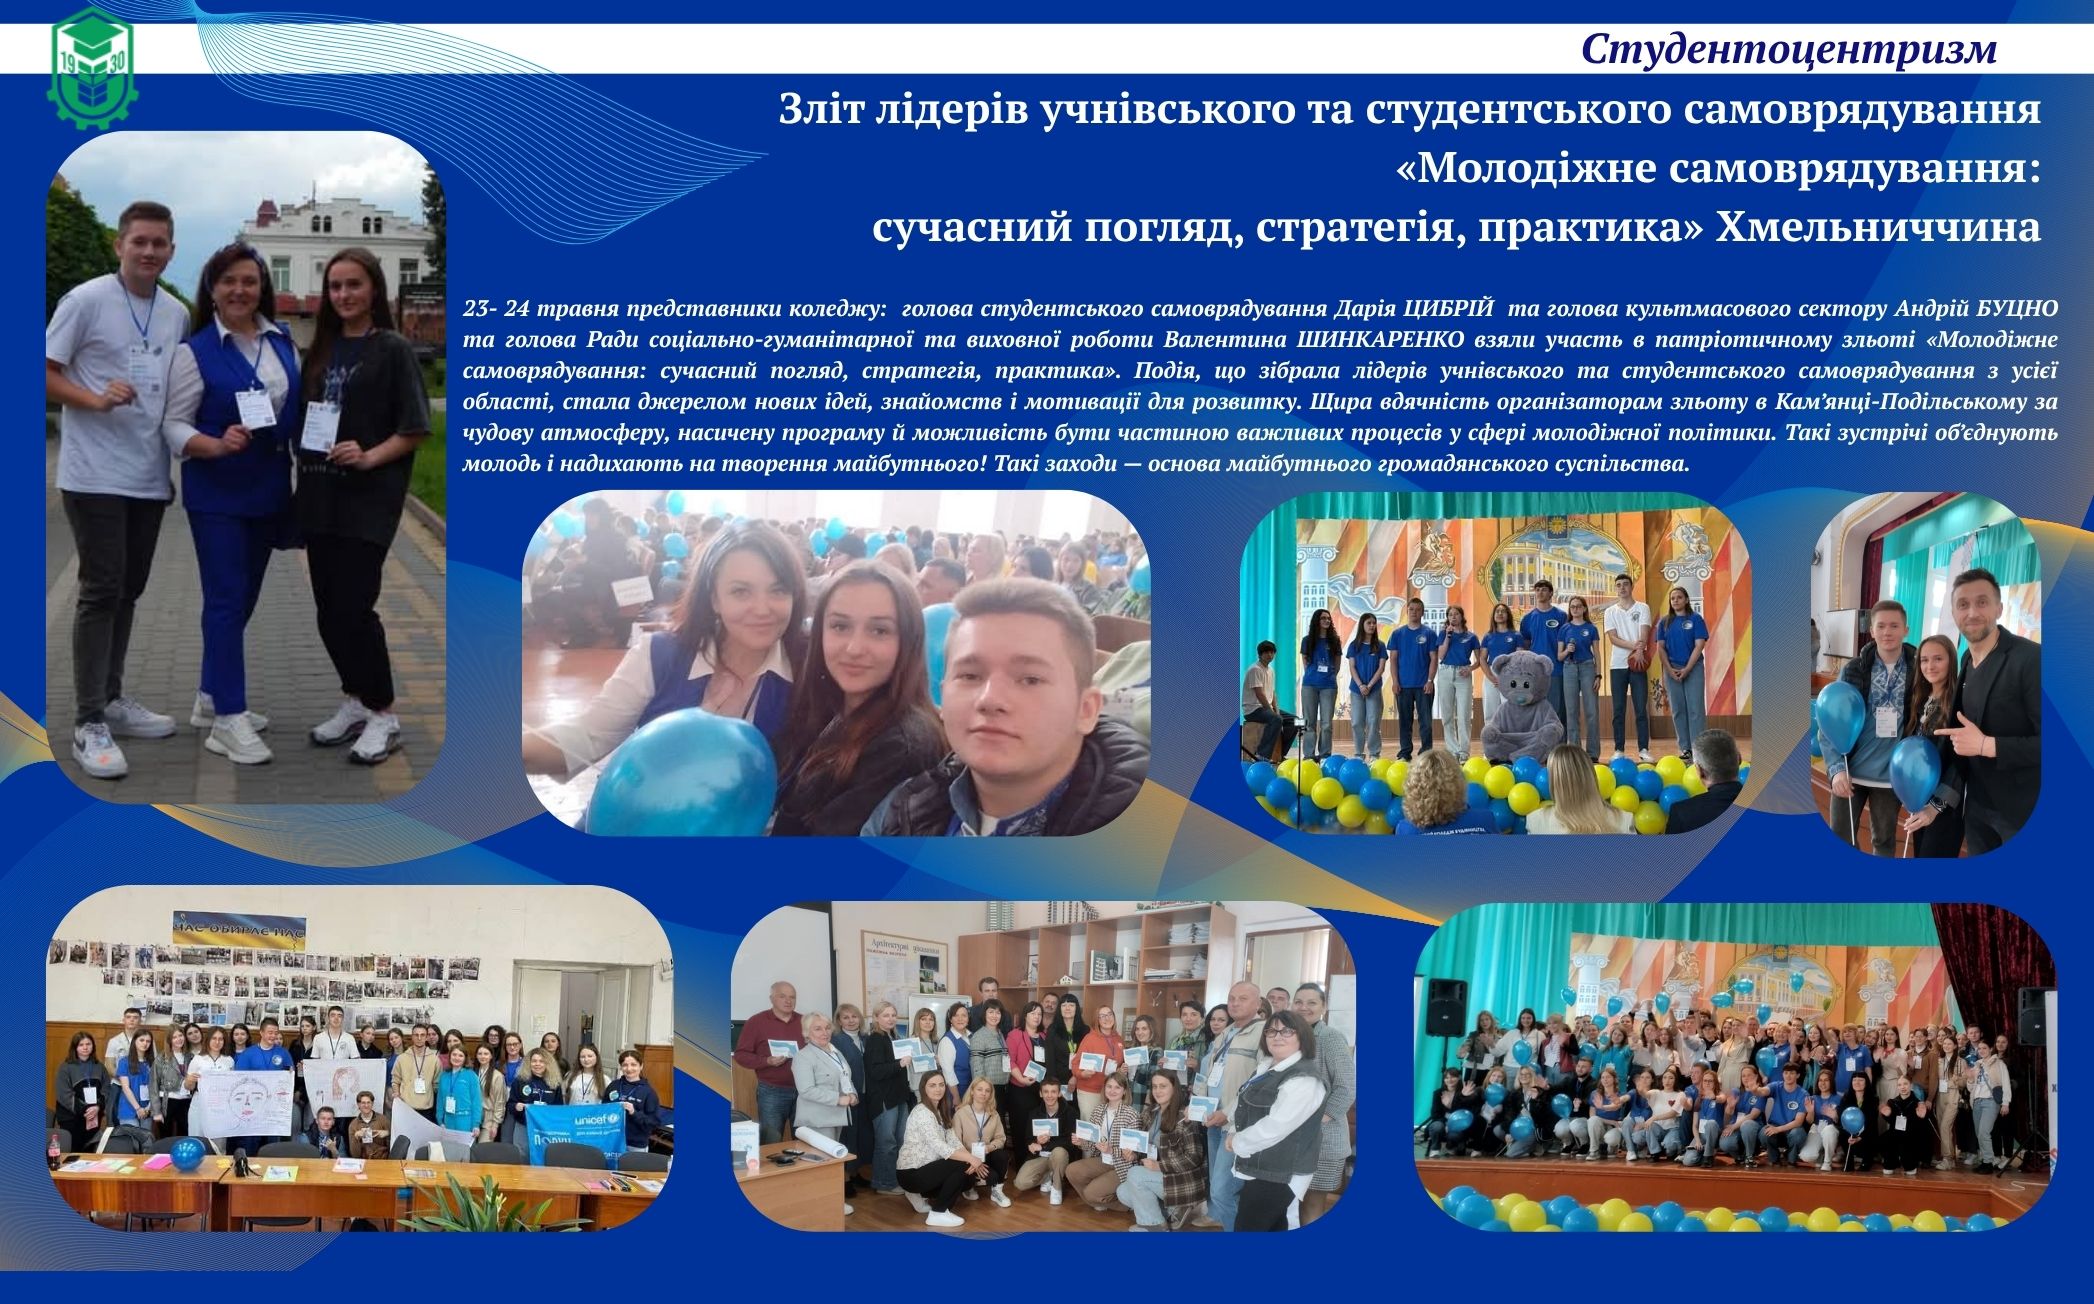 Студентоцентризм
19 30
Зліт лідерів учнівського та студентського самоврядування
«Молодіжне самоврядування:
сучасний погляд, стратегія, практика» Хмельниччина
23- 24 травня представники коледжу: голова студентського самоврядування Дарія ЦИБРІЙ та голова культмасового сектору Андрій БУЦНО
та голова Ради соціально-гуманітарної та виховної роботи Валентина ШИНКАРЕНКО взяли участь в патріотичному зльоті «Молодіжне
самоврядування: сучасний погляд, стратегія, практика». Подія, що зібрала лідерів учнівського та студентського самоврядування з усієї
області, стала джерелом нових ідей, знайомств і мотивації для розвитку. Щира вдячність організаторам зльоту в Кам’янці-Подільському за
чудову атмосферу, насичену програму й можливість бути частиною важливих процесів у сфері молодіжної політики. Такі зустрічі об’єднують
молодь і надихають на творення майбутнього! Такі заходи — основа майбутнього громадянського суспільства.
ЧАС ОБИРАЄ НАС
unicef
Архітектурні